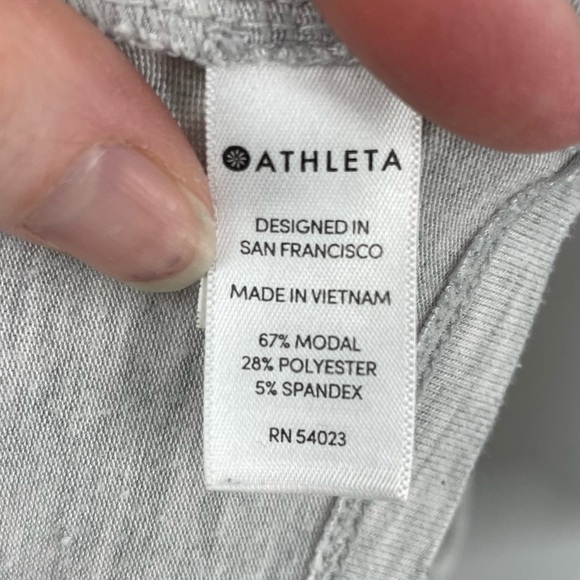 ATHLETA
DESIGNED IN
SAN FRANCISCO
MADE IN VIETNAM
67% MODAL
28% POLYESTER
5% SPANDEX
RN 54023